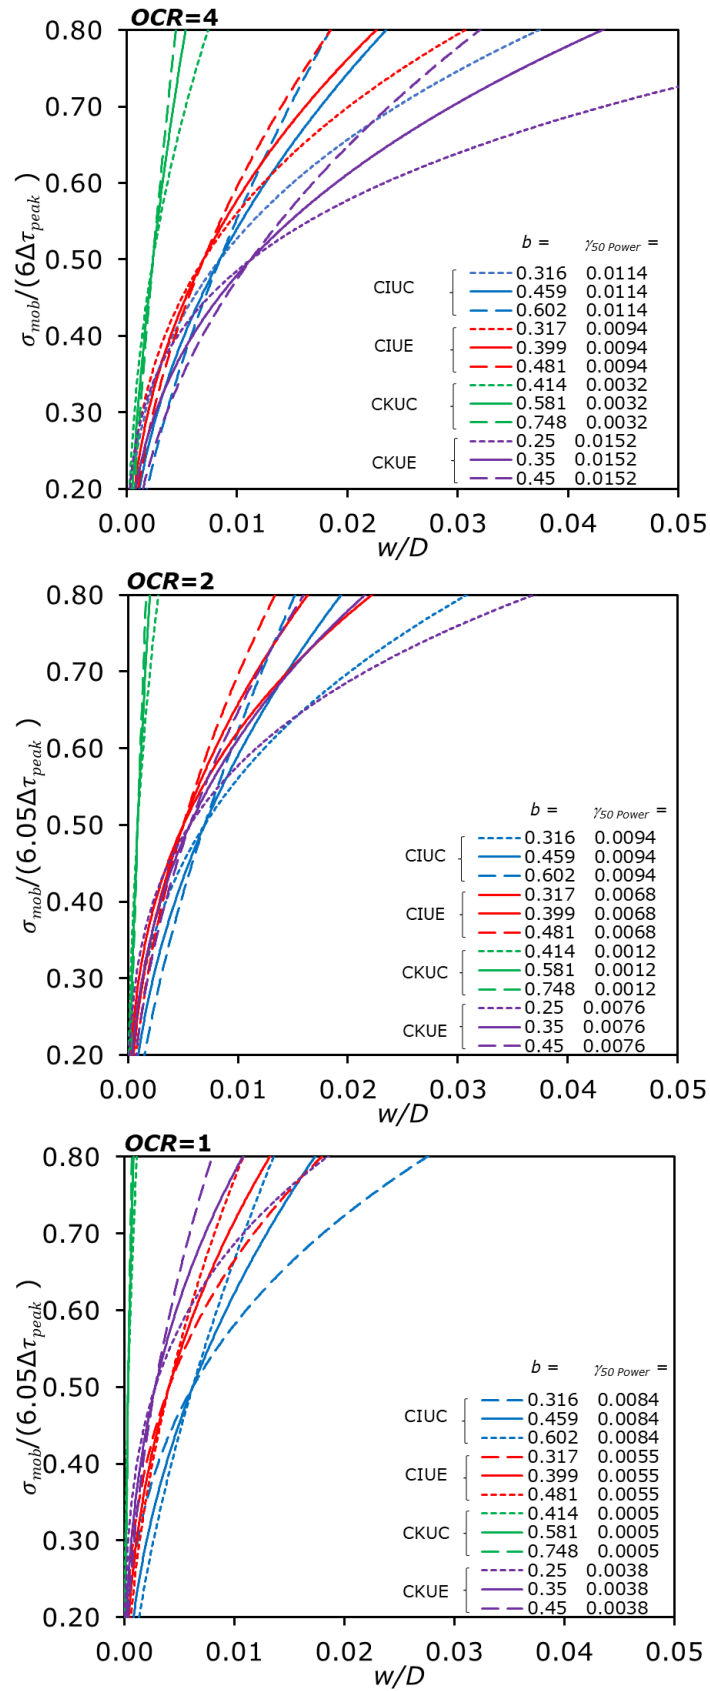 OCR=4
0.80
0.70
0.60
0.50
0.40
0.30
0.20
σmob/(6Δτpeak)
b = γ50 Power =
CIUC
0.316 0.0114
0.459 0.0114
0.602 0.0114
CIUE
0.317 0.0094
0.399 0.0094
0.481 0.0094
CKUC
0.414 0.0032
0.581 0.0032
0.748 0.0032
CKUE
0.25 0.0152
0.35 0.0152
0.45 0.0152
0.00 0.01 0.02 0.03 0.04 0.05
w/D
OCR=2
0.80
0.70
0.60
0.50
0.40
0.30
0.20
σmob/(6.05Δτpeak)
b = γ50 Power =
CIUC
0.316 0.0094
0.459 0.0094
0.602 0.0094
CIUE
0.317 0.0068
0.399 0.0068
0.481 0.0068
CKUC
0.414 0.0012
0.581 0.0012
0.748 0.0012
CKUE
0.25 0.0076
0.35 0.0076
0.45 0.0076
0.00 0.01 0.02 0.03 0.04 0.05
w/D
OCR=1
0.80
0.70
0.60
0.50
0.40
0.30
0.20
σmob/(6.05Δτpeak)
b = γ50 Power =
CIUC
0.316 0.0084
0.459 0.0084
0.602 0.0084
CIUE
0.317 0.0055
0.399 0.0055
0.481 0.0055
CKUC
0.414 0.0005
0.581 0.0005
0.748 0.0005
CKUE
0.25 0.0038
0.35 0.0038
0.45 0.0038
0.00 0.01 0.02 0.03 0.04 0.05
w/D